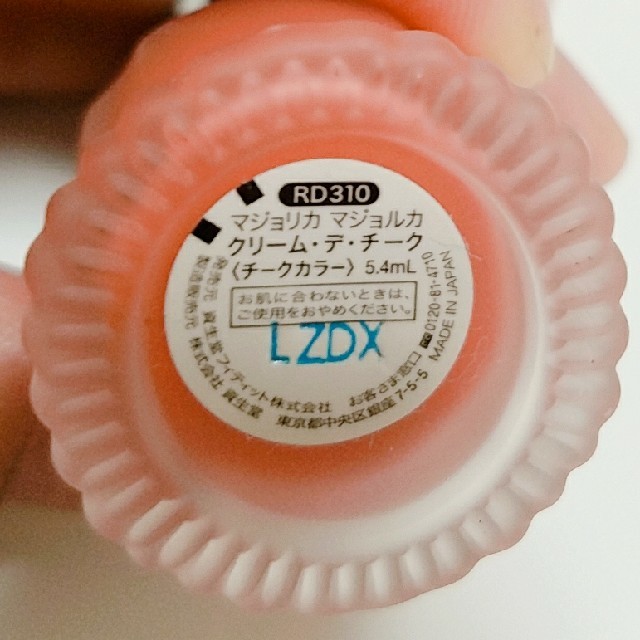 RD310
マジョリカ マジョルカ
クリーム・デ・チーク
〈チークカラー〉5.4mL
お肌に合わないときは、
ご使用をおやめください。
LZDX
発売元 資生堂フィティット株式会社 お客さま窓口 0120-81-4710
製造販売元 株式会社 資生堂 東京都中央区銀座7-5-5 MADE IN JAPAN